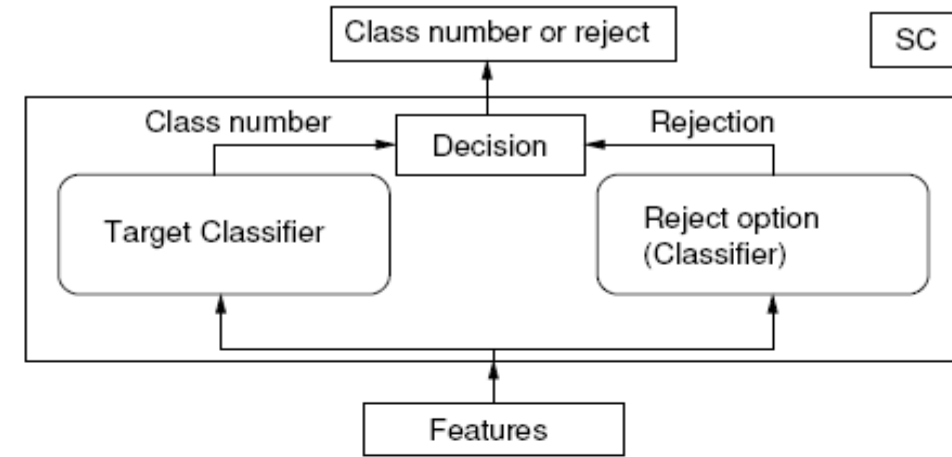 Class number or reject
SC
Class number
Rejection
Decision
Target Classifier
Reject option
(Classifier)
Features